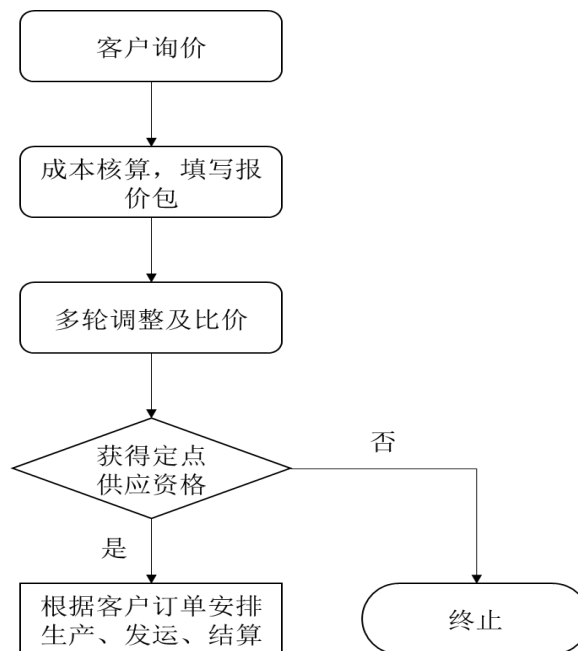 客户询价
成本核算，填写报
价包
多轮调整及比价
获得定点
供应资格
否
是
根据客户订单安排
生产、发运、结算
终止